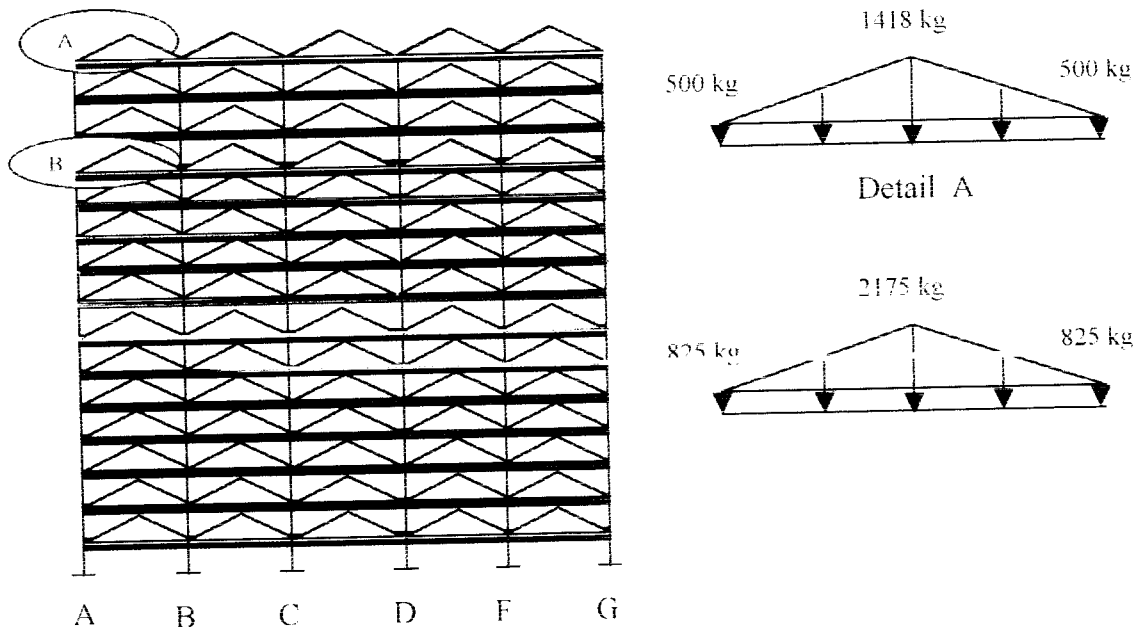 A
B
A B C D F G
1418 kg
500 kg 500 kg
Detail A
2175 kg
825 kg 825 kg